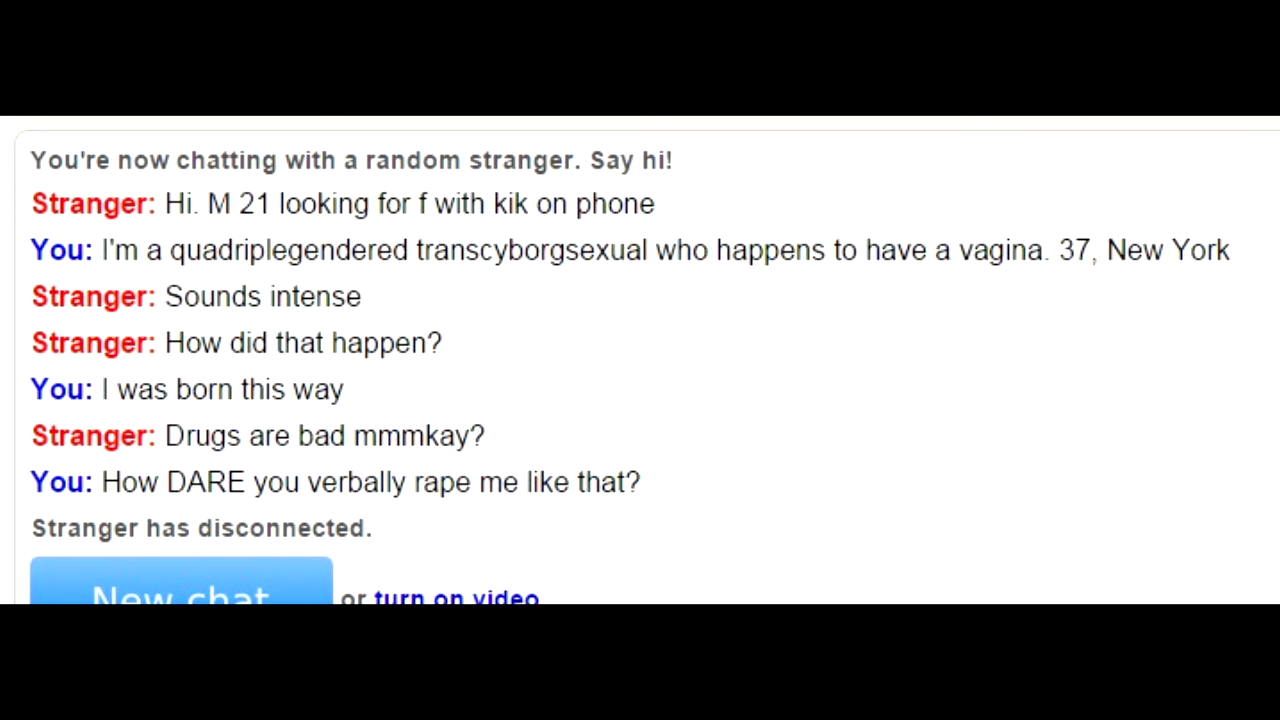 You're now chatting with a random stranger. Say hi!
Stranger: Hi. M 21 looking for f with kik on phone
You: I'm a quadriplegendered transcyborgsexual who happens to have a vagina. 37, New York
Stranger: Sounds intense
Stranger: How did that happen?
You: I was born this way
Stranger: Drugs are bad mmmkay?
You: How DARE you verbally rape me like that?
Stranger has disconnected.
New chat or turn on video